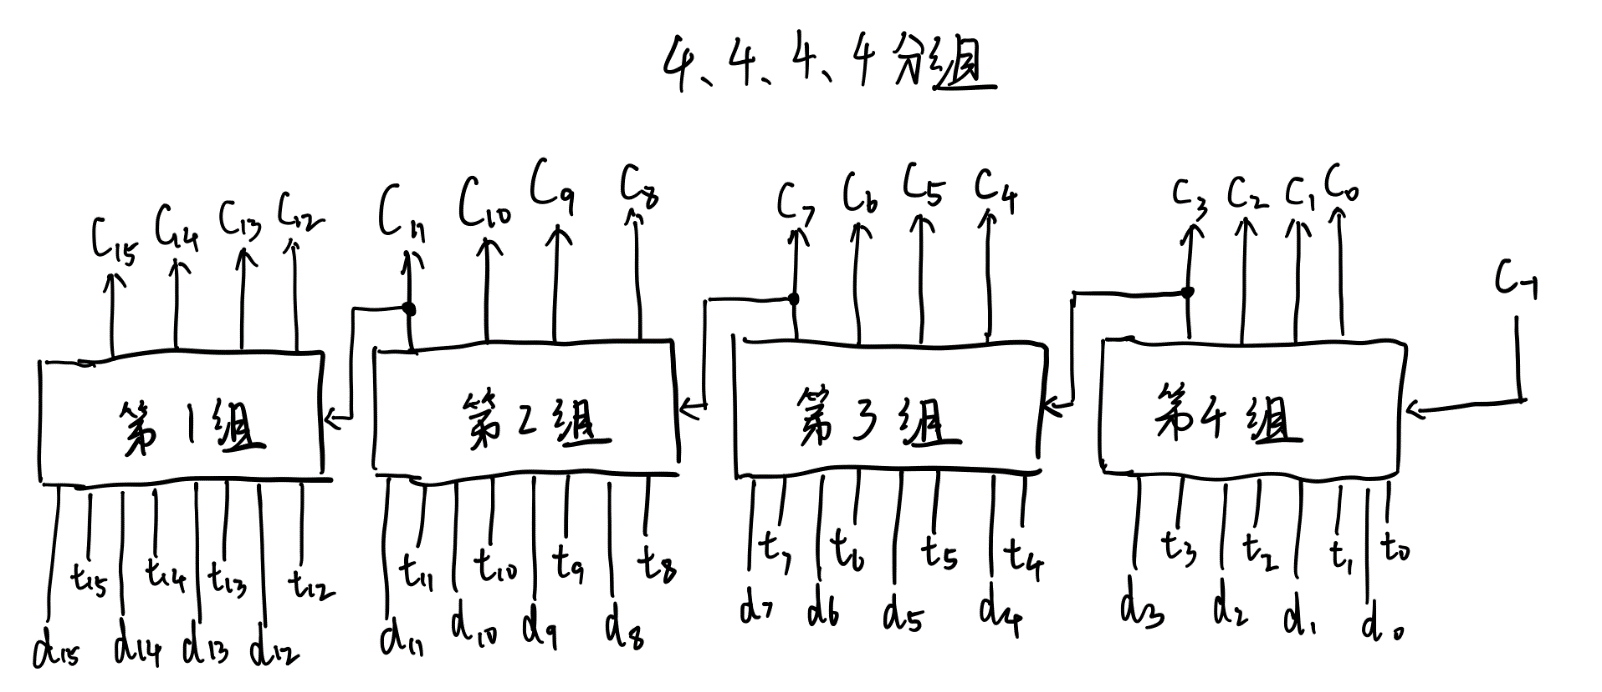 4、4、4、4分组
C15 C14 C13 C12 C11 C10 C9 C8 C7 C6 C5 C4 C3 C2 C1 C0
C-1
第1组 第2组 第3组 第4组
t15 t14 t13 t12 t11 t10 t9 t8 t7 t6 t5 t4 t3 t2 t1 t0
d15 d14 d13 d12 d11 d10 d9 d8 d7 d6 d5 d4 d3 d2 d1 d0